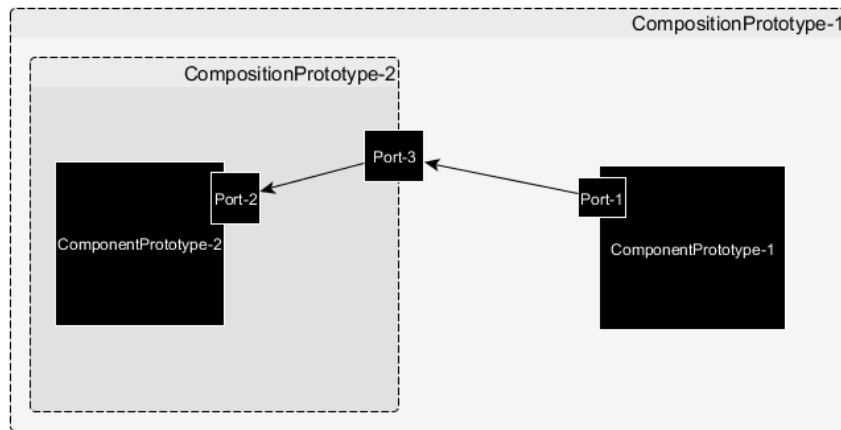 CompositionPrototype-1
CompositionPrototype-2
Port-3
Port-2
Port-1
ComponentPrototype-2
ComponentPrototype-1